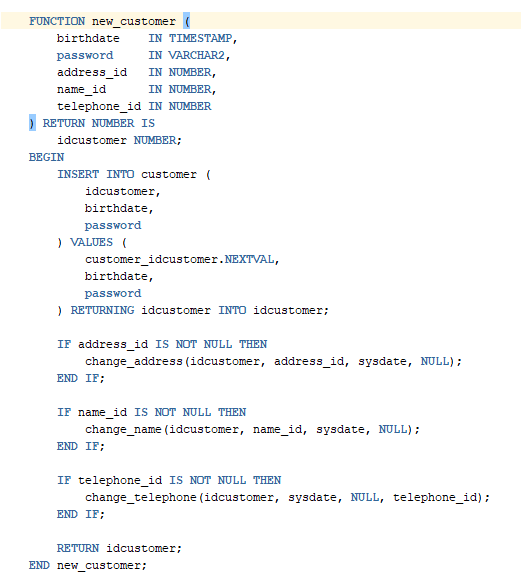 FUNCTION new_customer (
    birthdate    IN TIMESTAMP,
    password     IN VARCHAR2,
    address_id   IN NUMBER,
    name_id      IN NUMBER,
    telephone_id IN NUMBER
) RETURN NUMBER IS
    idcustomer NUMBER;
BEGIN
    INSERT INTO customer (
        idcustomer,
        birthdate,
        password
    ) VALUES (
        customer_idcustomer.NEXTVAL,
        birthdate,
        password
    ) RETURNING idcustomer INTO idcustomer;
    IF address_id IS NOT NULL THEN
        change_address(idcustomer, address_id, sysdate, NULL);
    END IF;
    IF name_id IS NOT NULL THEN
        change_name(idcustomer, name_id, sysdate, NULL);
    END IF;
    IF telephone_id IS NOT NULL THEN
        change_telephone(idcustomer, sysdate, NULL, telephone_id);
    END IF;
    RETURN idcustomer;
END new_customer;